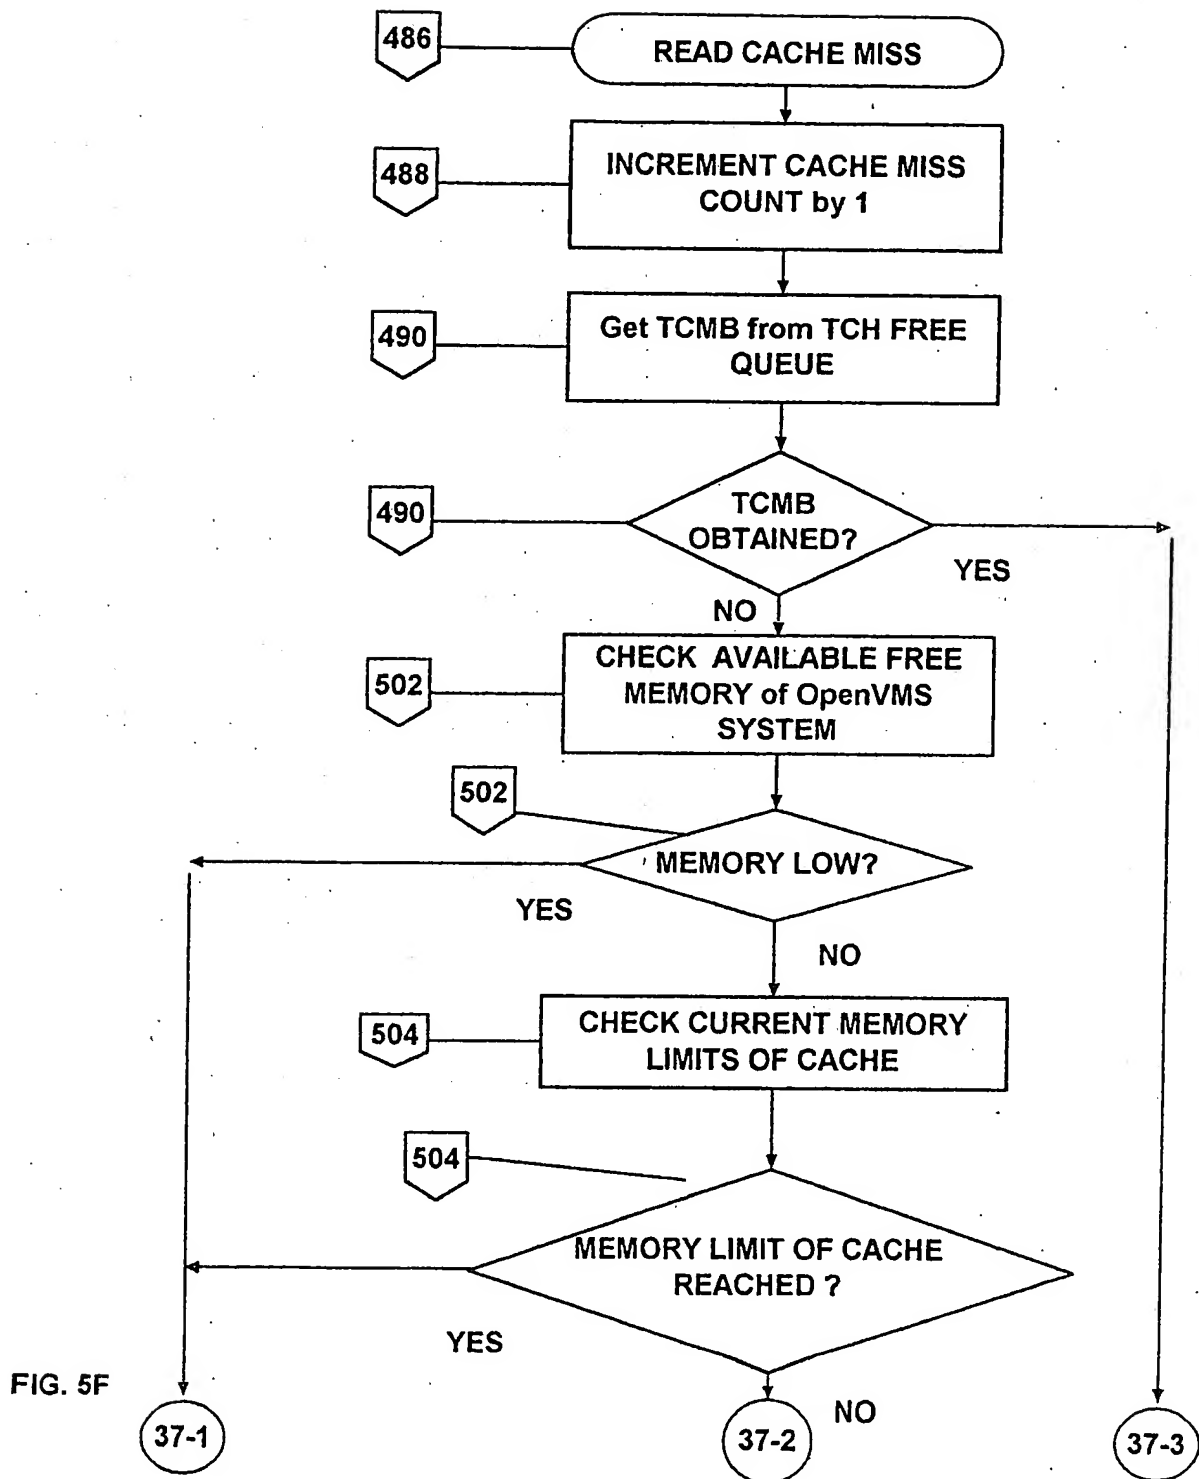 486
READ CACHE MISS
488
INCREMENT CACHE MISS
COUNT by 1
490
Get TCMB from TCH FREE
QUEUE
490
TCMB
OBTAINED?
YES
NO
502
CHECK AVAILABLE FREE
MEMORY of OpenVMS
SYSTEM
502
MEMORY LOW?
YES
NO
504
CHECK CURRENT MEMORY
LIMITS OF CACHE
504
MEMORY LIMIT OF CACHE
REACHED ?
YES
NO
FIG. 5F
37-1
37-2
37-3